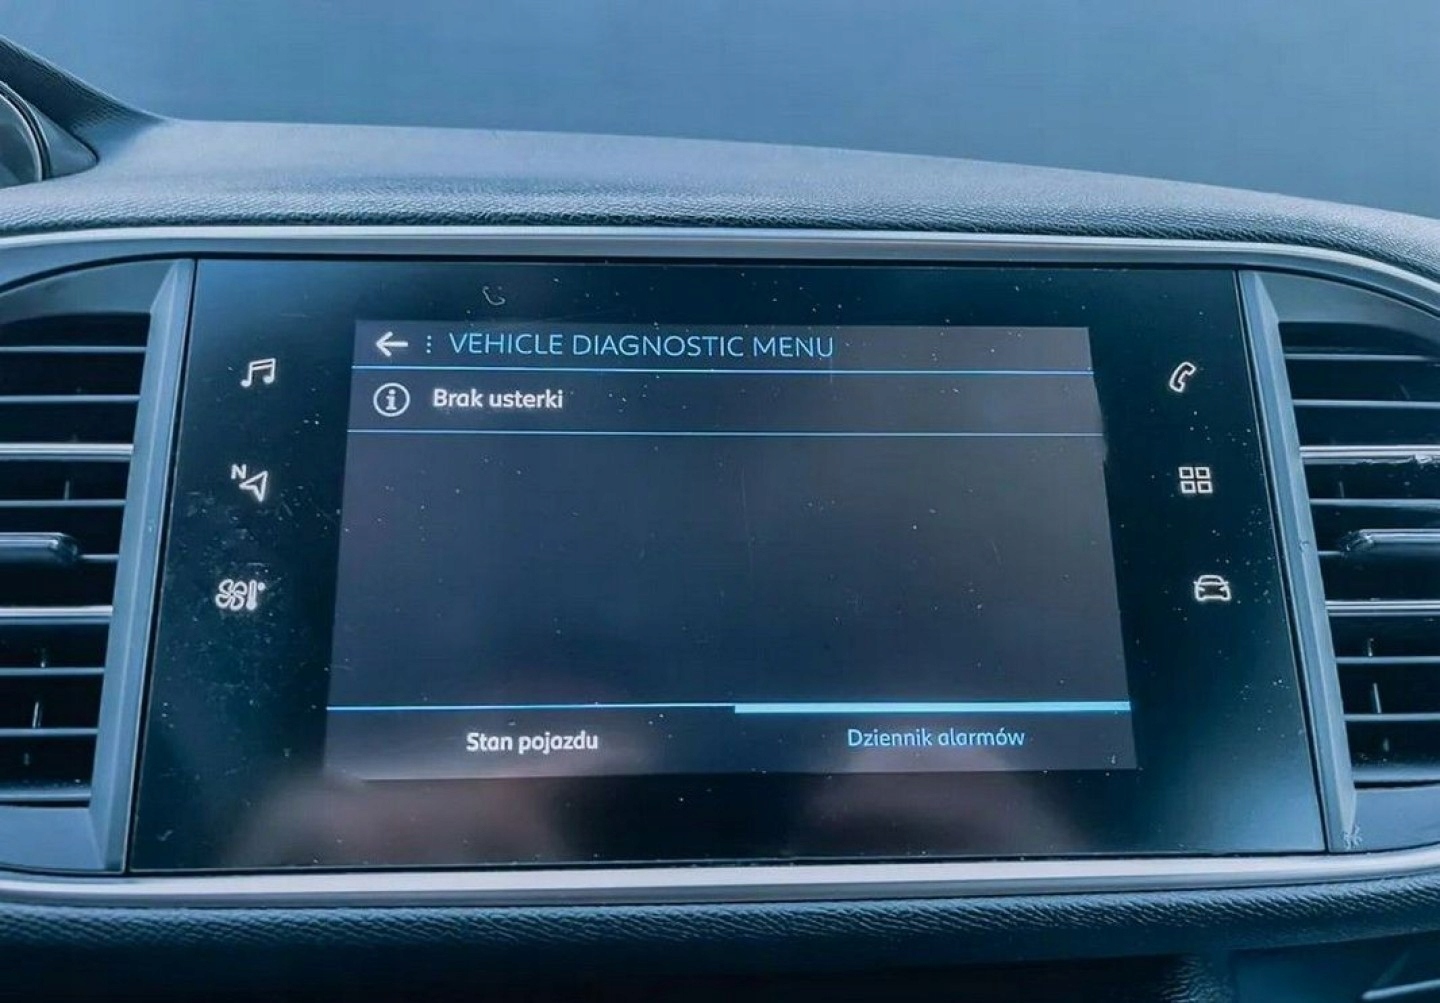 VEHICLE DIAGNOSTIC MENU
Brak usterki
N
Stan pojazdu
Dziennik alarmów